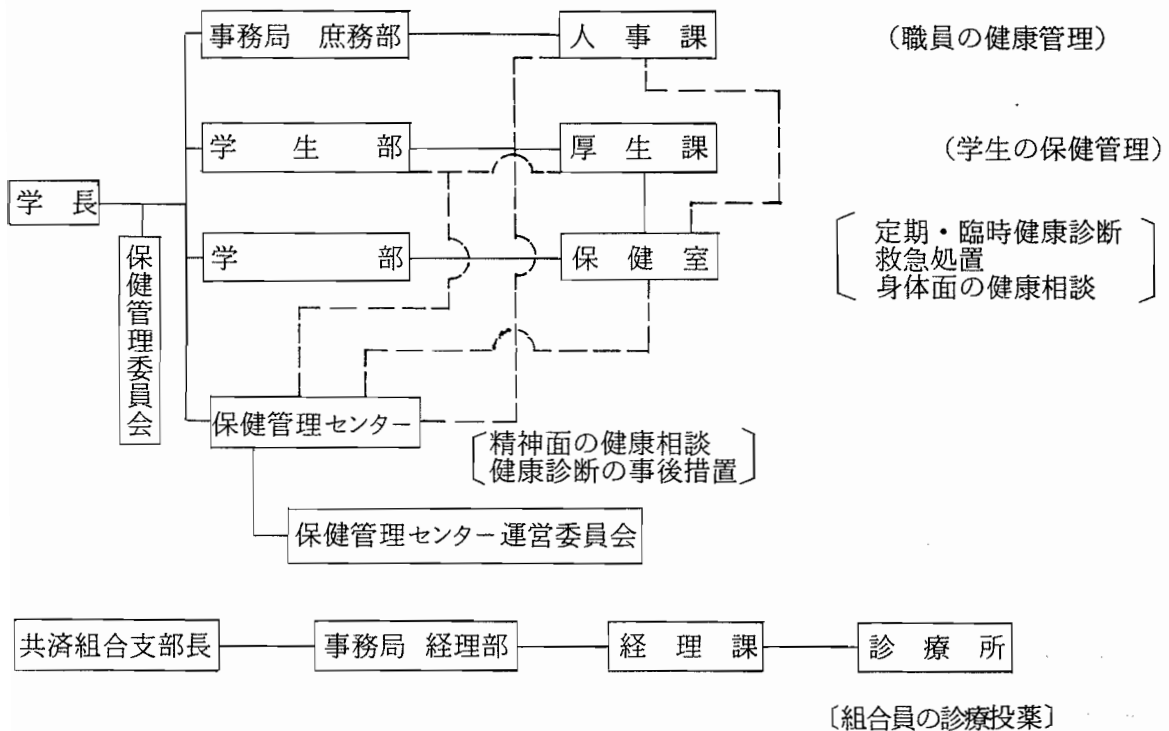 事務局 庶務部
人事課
（職員の健康管理）
学生部
厚生課
（学生の保健管理）
学長
学部
保健室
定期・臨時健康診断
救急処置
身体面の健康相談
保健管理委員会
保健管理センター
〔精神面の健康相談
健康診断の事後措置〕
保健管理センター運営委員会
共済組合支部長
事務局 経理部
経理課
診療所
〔組合員の診療投薬〕